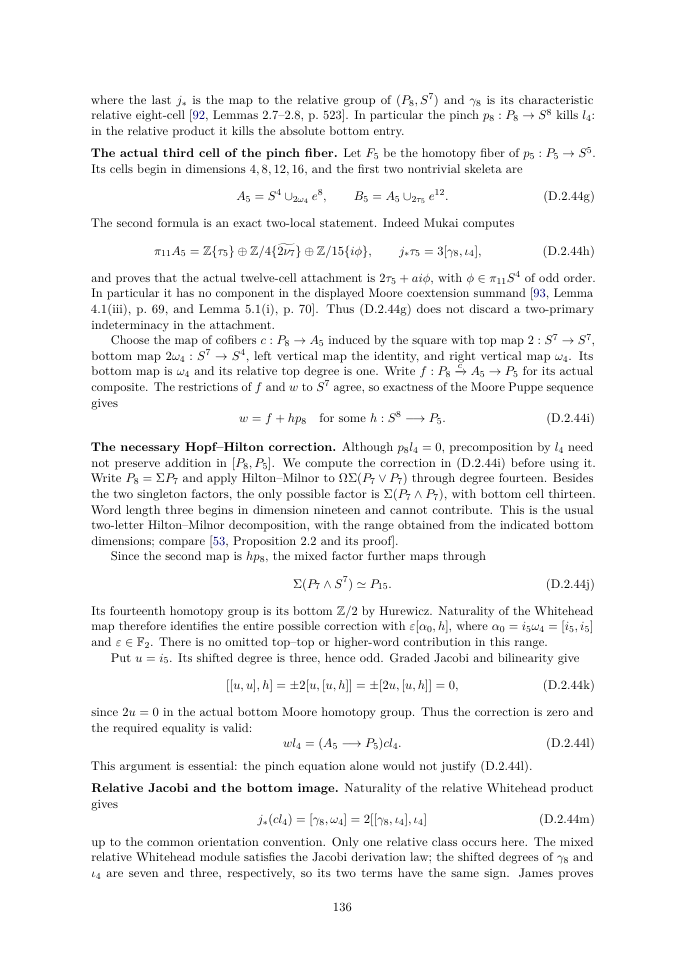 where the last j∗ is the map to the relative group of (P₈, S⁷) and γ₈ is its characteristic
relative eight-cell [92, Lemmas 2.7–2.8, p. 523]. In particular the pinch p₈ : P₈ → S⁸ kills l₄:
in the relative product it kills the absolute bottom entry.
The actual third cell of the pinch fiber. Let F₅ be the homotopy fiber of p₅ : P₅ → S⁵.
Its cells begin in dimensions 4, 8, 12, 16, and the first two nontrivial skeleta are
A₅ = S⁴ ∪_{2ω₄} e⁸, B₅ = A₅ ∪_{2τ₅} e¹². (D.2.44g)
The second formula is an exact two-local statement. Indeed Mukai computes
π₁₁A₅ = ℤ{τ₅} ⊕ ℤ/4{\widetilde{2ν₇}} ⊕ ℤ/15{iϕ}, j∗τ₅ = 3[γ₈, ι₄], (D.2.44h)
and proves that the actual twelve-cell attachment is 2τ₅ + aiϕ, with ϕ ∈ π₁₁S⁴ of odd order.
In particular it has no component in the displayed Moore coextension summand [93, Lemma
4.1(iii), p. 69, and Lemma 5.1(i), p. 70]. Thus (D.2.44g) does not discard a two-primary
indeterminacy in the attachment.
Choose the map of cofibers c : P₈ → A₅ induced by the square with top map 2 : S⁷ → S⁷,
bottom map 2ω₄ : S⁷ → S⁴, left vertical map the identity, and right vertical map ω₄. Its
bottom map is ω₄ and its relative top degree is one. Write f : P₈ \xrightarrow{c} A₅ → P₅ for its actual
composite. The restrictions of f and w to S⁷ agree, so exactness of the Moore Puppe sequence
gives
w = f + hp₈ for some h : S⁸ ⟶ P₅. (D.2.44i)
The necessary Hopf–Hilton correction. Although p₈l₄ = 0, precomposition by l₄ need
not preserve addition in [P₈, P₅]. We compute the correction in (D.2.44i) before using it.
Write P₈ = ΣP₇ and apply Hilton–Milnor to ΩΣ(P₇ ∨ P₇) through degree fourteen. Besides
the two singleton factors, the only possible factor is Σ(P₇ ∧ P₇), with bottom cell thirteen.
Word length three begins in dimension nineteen and cannot contribute. This is the usual
two-letter Hilton–Milnor decomposition, with the range obtained from the indicated bottom
dimensions; compare [53, Proposition 2.2 and its proof].
Since the second map is hp₈, the mixed factor further maps through
Σ(P₇ ∧ S⁷) ≃ P₁₅. (D.2.44j)
Its fourteenth homotopy group is its bottom ℤ/2 by Hurewicz. Naturality of the Whitehead
map therefore identifies the entire possible correction with ε[α₀, h], where α₀ = i₅ω₄ = [i₅, i₅]
and ε ∈ 𝔽₂. There is no omitted top–top or higher-word contribution in this range.
Put u = i₅. Its shifted degree is three, hence odd. Graded Jacobi and bilinearity give
[[u, u], h] = ±2[u, [u, h]] = ±[2u, [u, h]] = 0, (D.2.44k)
since 2u = 0 in the actual bottom Moore homotopy group. Thus the correction is zero and
the required equality is valid:
wl₄ = (A₅ ⟶ P₅)cl₄. (D.2.44l)
This argument is essential: the pinch equation alone would not justify (D.2.44l).
Relative Jacobi and the bottom image. Naturality of the relative Whitehead product
gives
j∗(cl₄) = [γ₈, ω₄] = 2[[γ₈, ι₄], ι₄] (D.2.44m)
up to the common orientation convention. Only one relative class occurs here. The mixed
relative Whitehead module satisfies the Jacobi derivation law; the shifted degrees of γ₈ and
ι₄ are seven and three, respectively, so its two terms have the same sign. James proves
136